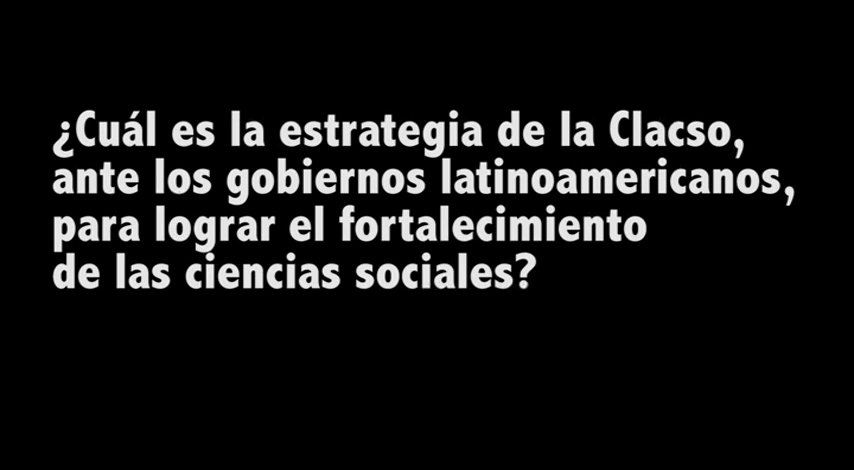 ¿Cuál es la estrategia de la Clacso,
ante los gobiernos latinoamericanos,
para lograr el fortalecimiento
de las ciencias sociales?